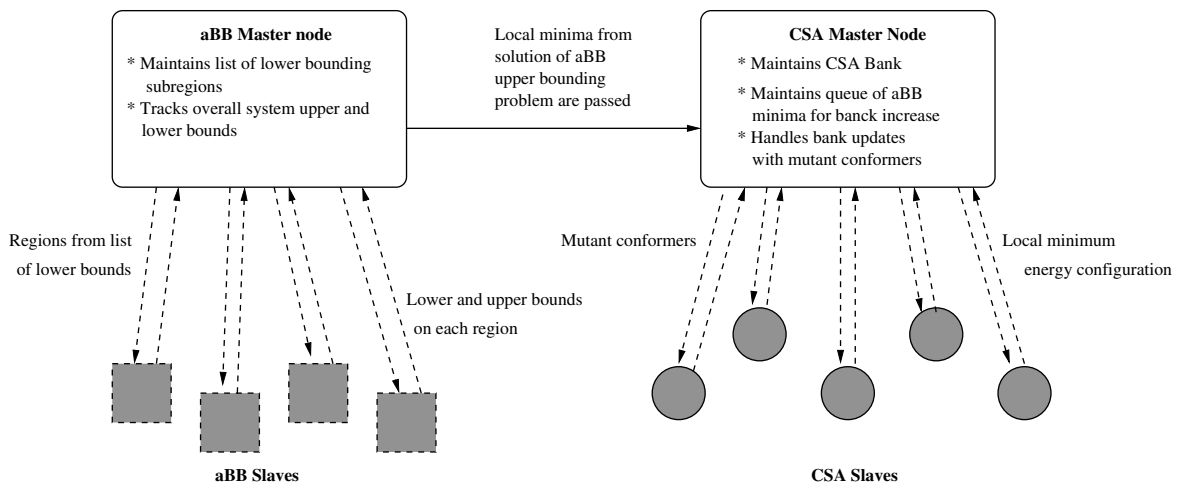 aBB Master node
* Maintains list of lower bounding
subregions
* Tracks overall system upper and
lower bounds
Local minima from
solution of aBB
upper bounding
problem are passed
CSA Master Node
* Maintains CSA Bank
* Maintains queue of aBB
minima for banck increase
* Handles bank updates
with mutant conformers
Regions from list
of lower bounds
Lower and upper bounds
on each region
Mutant conformers
Local minimum
energy configuration
aBB Slaves
CSA Slaves